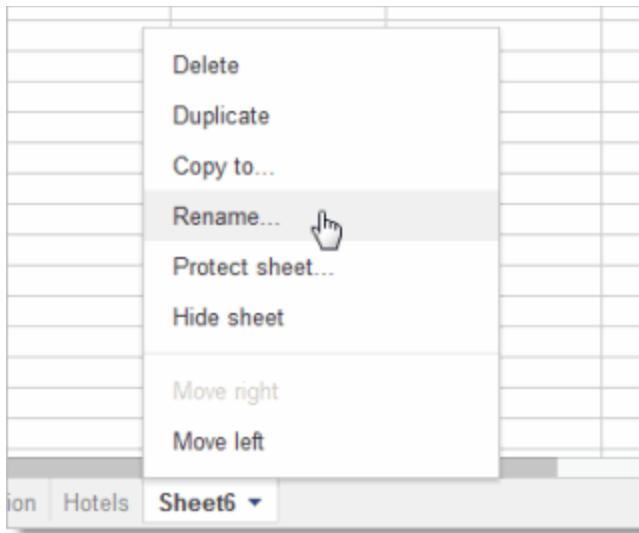 Delete
Duplicate
Copy to...
Rename...
Protect sheet...
Hide sheet
Move right
Move left
ion Hotels Sheet6